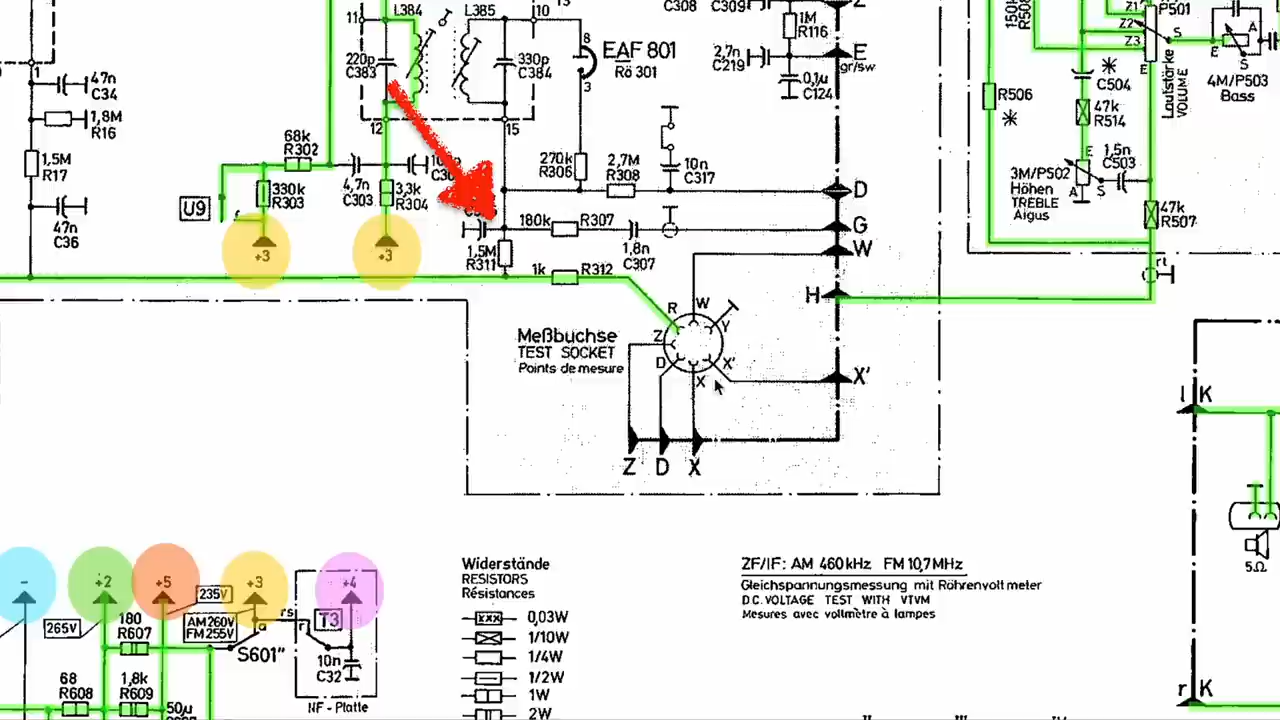 11
L384
L385
10
13
C308
C309
Z
1M
R116
Z1
P501
Z2
S
Z3
E
A
220p
C383
330p
C384
8
EAF 801
Rö 301
3
2,7n
C219
E
gr/sw
0,1µ
C124
R506
C504
Lautstärke
VOLUME
4M/P503
Bass
1
47n
C34
1,8M
R16
12
15
47k
R514
68k
R302
1,5M
R17
270k
R306
2,7M
R308
10n
C317
E
1,5n
C503
3M/P502
Höhen
TREBLE
Aigus
A
S
330k
R303
4,7n
C303
3,3k
R304
D
U9
47n
C36
180k
R307
G
47k
R507
+3
+3
1,5M
R311
1,8n
C307
W
1k
R312
H
R
W
Y
Z
D
X
X'
Meßbuchse
TEST SOCKET
Points de mesure
X'
l K
Z D X
5Ω
-
+2
+5
+3
+4
235V
265V
180
R607
AM 260V
FM 255V
rs
a
r
T3
S601"
10n
C32
68
R608
1,8k
R609
50µ
NF - Platte
Widerstände
RESISTORS
Résistances
0,03W
1/10W
1/4W
1/2W
1W
2W
ZF/IF: AM 460kHz FM 10,7MHz
Gleichspannungsmessung mit Röhrenvoltmeter
D.C. VOLTAGE TEST WITH VTVM
Mesures avec voltmètre à lampes
r K